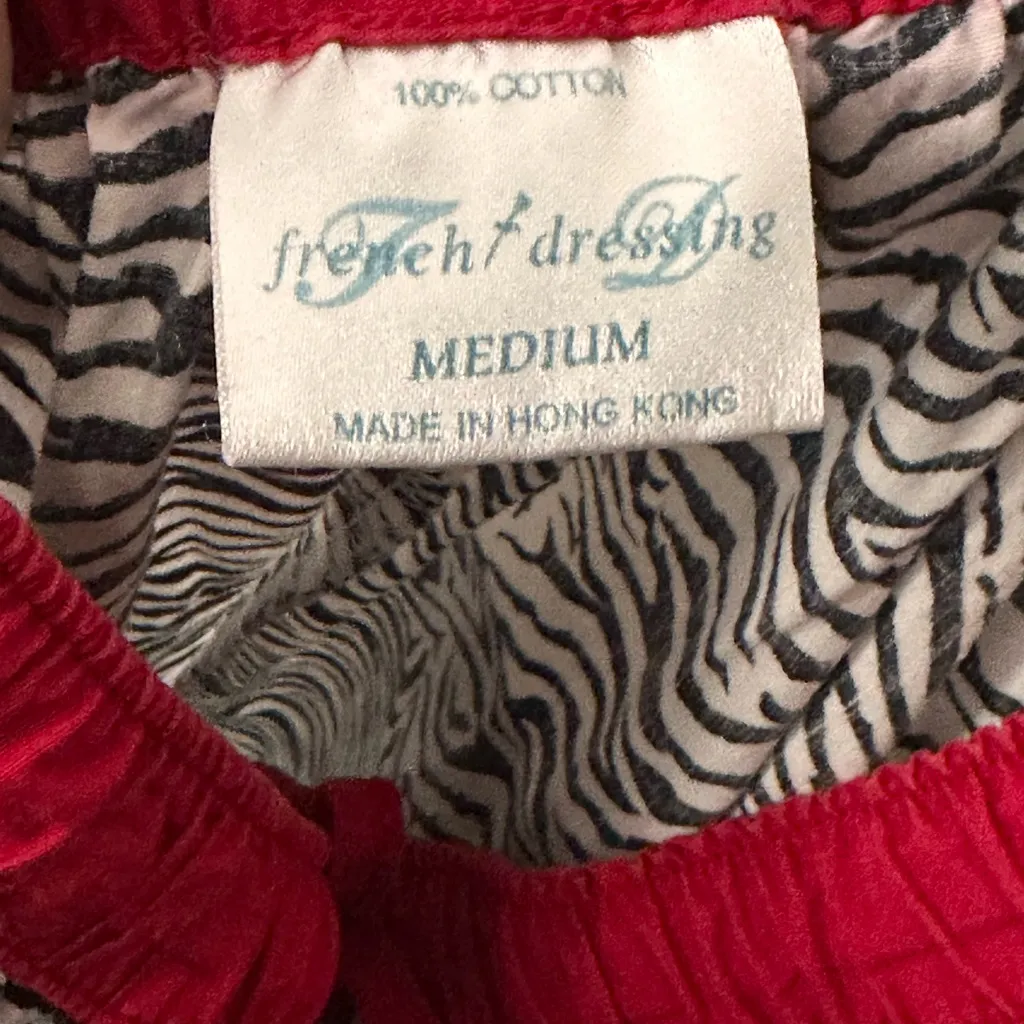 100% COTTON
french dressing
MEDIUM
MADE IN HONG KONG